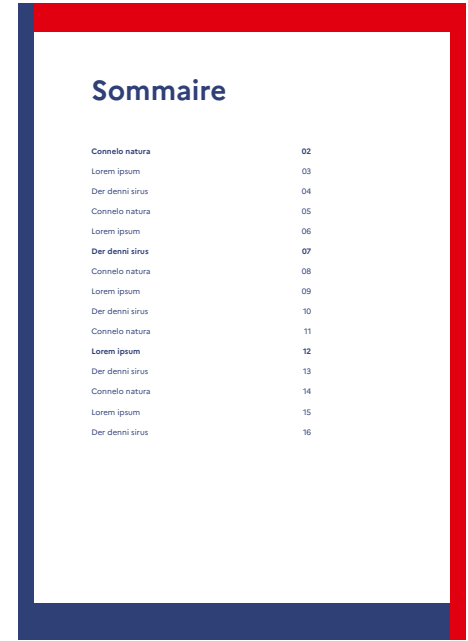 Sommaire
Connelo natura 02
Lorem ipsum 03
Der denni sirus 04
Connelo natura 05
Lorem ipsum 06
Der denni sirus 07
Connelo natura 08
Lorem ipsum 09
Der denni sirus 10
Connelo natura 11
Lorem ipsum 12
Der denni sirus 13
Connelo natura 14
Lorem ipsum 15
Der denni sirus 16